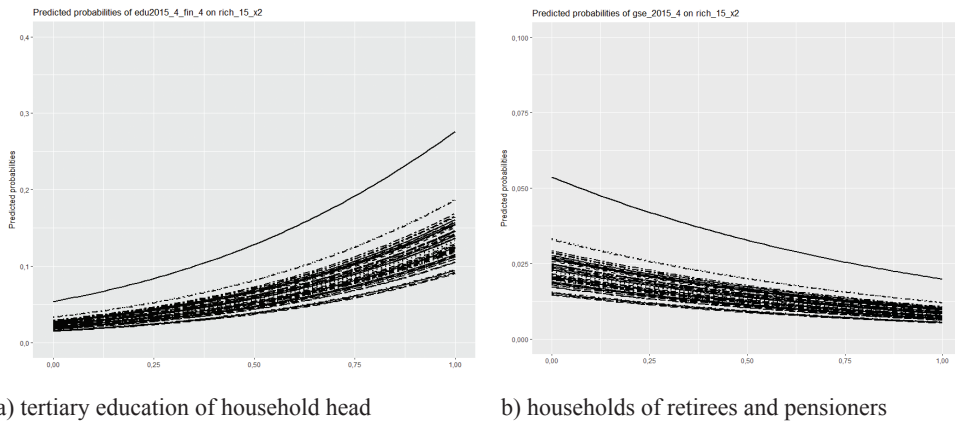 Predicted probabilities of edu2015_4_fin_4 on rich_15_x2
0,4
0,3
0,2
0,1
0,0
Predicted probabilities
0,00 0,25 0,50 0,75 1,00
a) tertiary education of household head
Predicted probabilities of gse_2015_4 on rich_15_x2
0,100
0,075
0,050
0,025
0,000
Predicted probabilities
0,00 0,25 0,50 0,75 1,00
b) households of retirees and pensioners